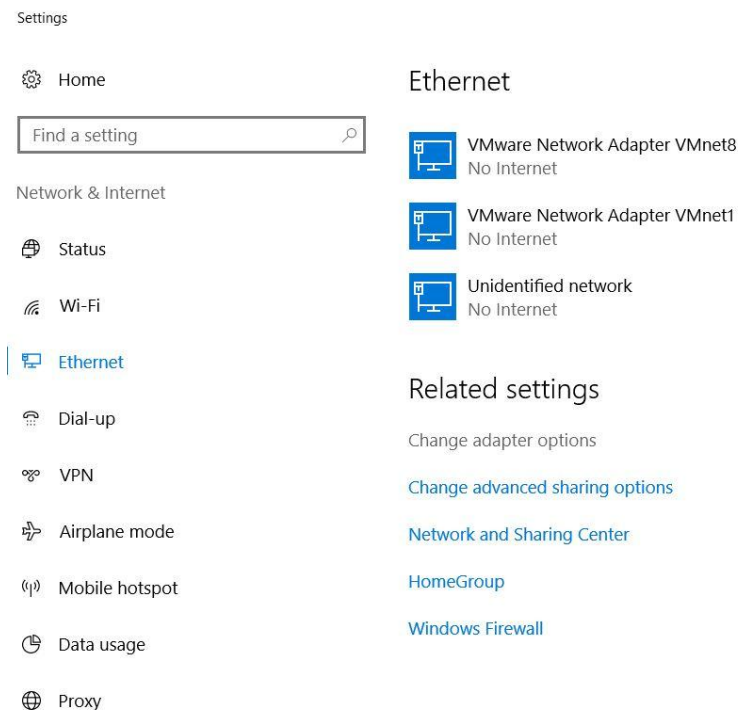 Settings
Home
Find a setting
Network & Internet
Status
Wi-Fi
Ethernet
Dial-up
VPN
Airplane mode
Mobile hotspot
Data usage
Proxy
Ethernet
VMware Network Adapter VMnet8
No Internet
VMware Network Adapter VMnet1
No Internet
Unidentified network
No Internet
Related settings
Change adapter options
Change advanced sharing options
Network and Sharing Center
HomeGroup
Windows Firewall